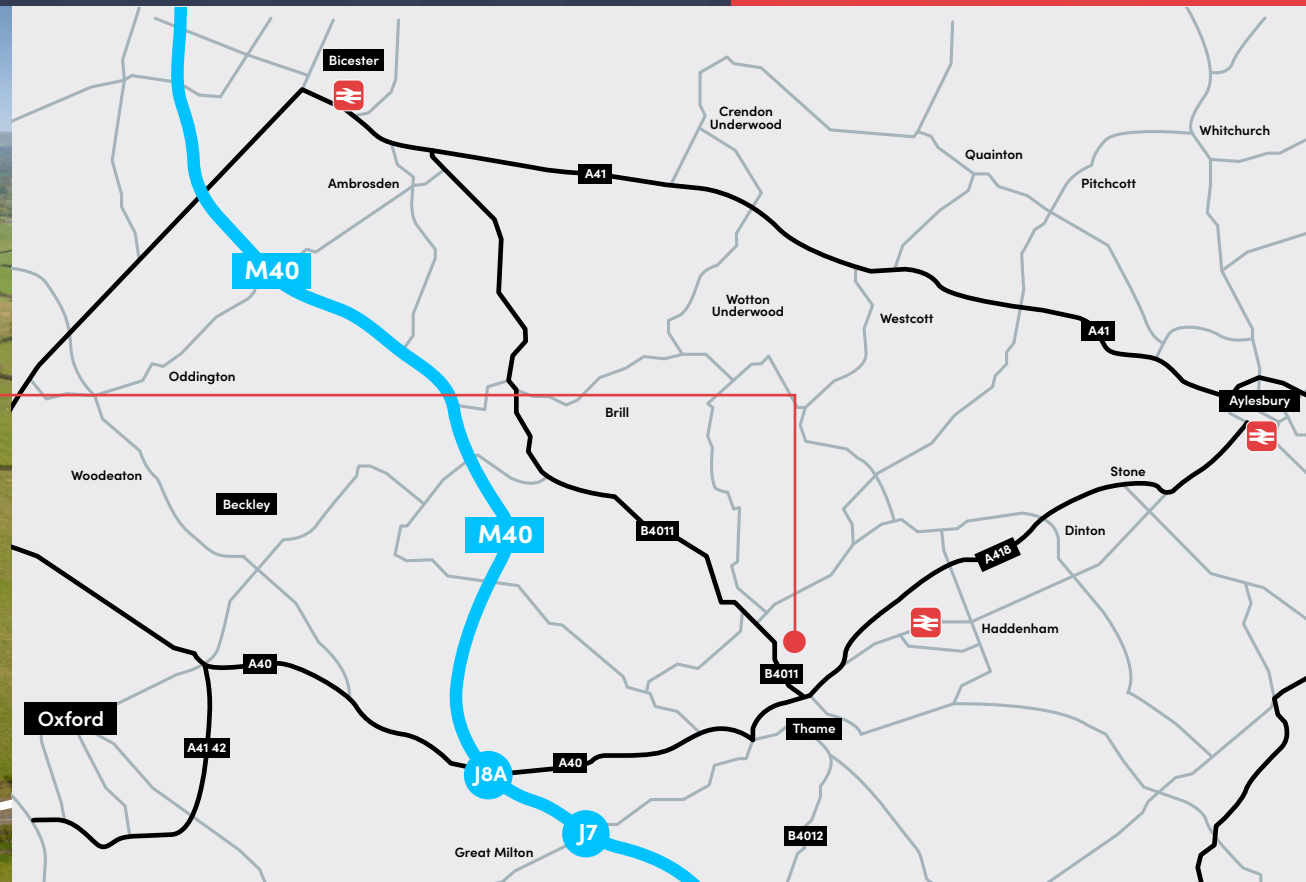 Bicester
Crendon
Underwood
Whitchurch
Quainton
A41
Ambrosden
Pitchcott
M40
Wotton
Underwood
Westcott
A41
Oddington
Aylesbury
Brill
Stone
Woodeaton
Beckley
M40
B4011
Dinton
A418
Haddenham
A40
B4011
Oxford
Thame
A41 42
A40
J8A
J7
B4012
Great Milton